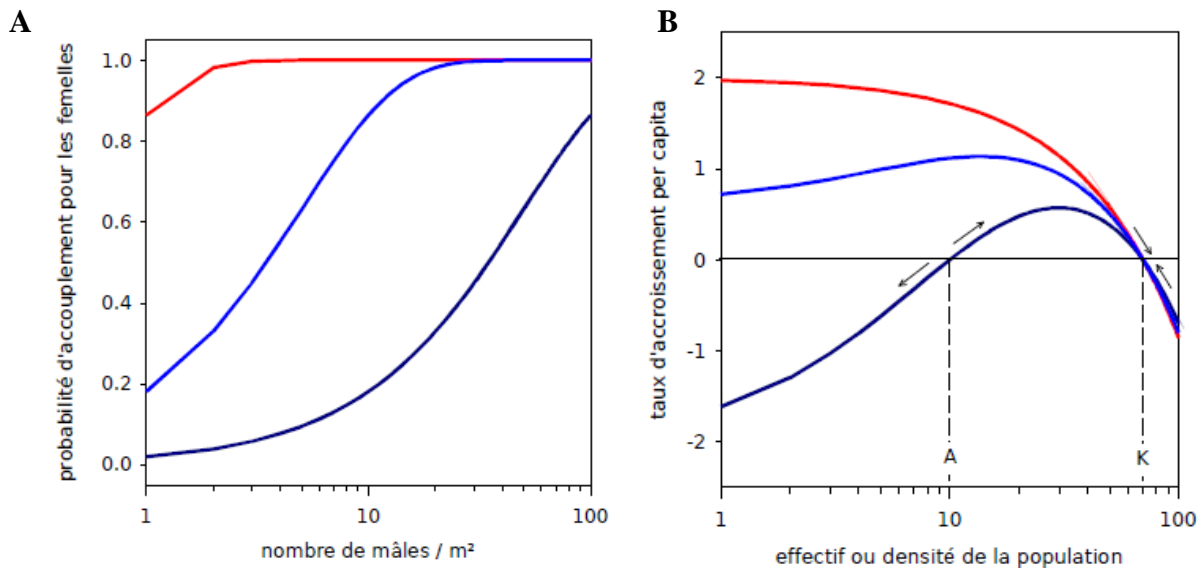 A
probabilité d'accouplement pour les femelles
1.0
0.8
0.6
0.4
0.2
0.0
1
10
100
nombre de mâles / m²
B
taux d'accroissement per capita
2
1
0
-1
-2
A
K
1
10
100
effectif ou densité de la population